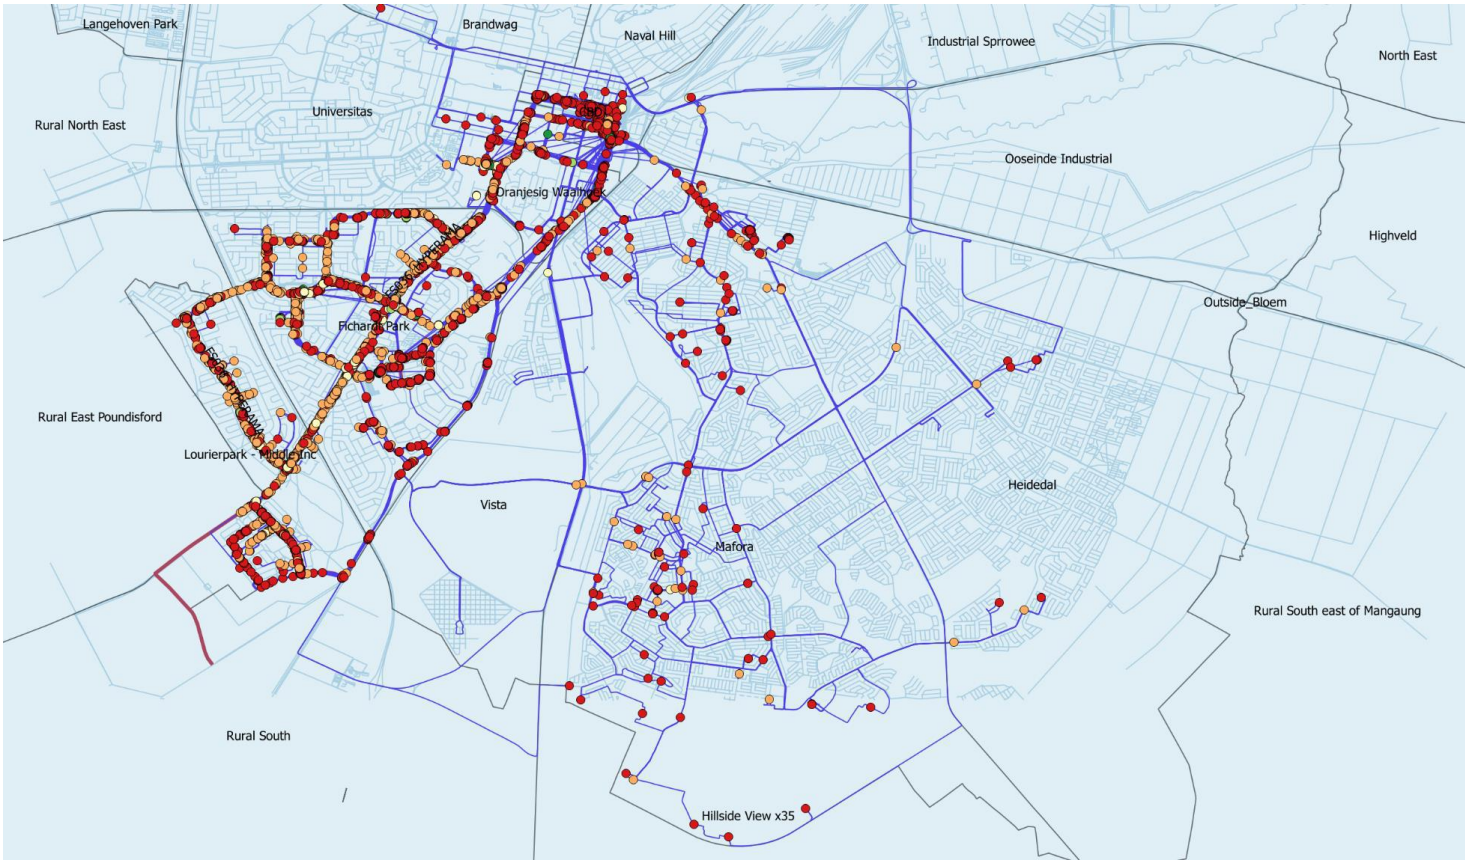 Langehoven Park
Brandwag
Naval Hill
Industrial Sprrowee
North East
Universitas
CBD
Rural North East
Ooseinde Industrial
Oranjesig Waaihoek
Highveld
Outside_Bloem
Fichardt Park
Rural East Poundisford
Lourierpark - Middle Inc
Heidedal
Vista
Mafora
Rural South east of Mangaung
Rural South
Hillside View x35